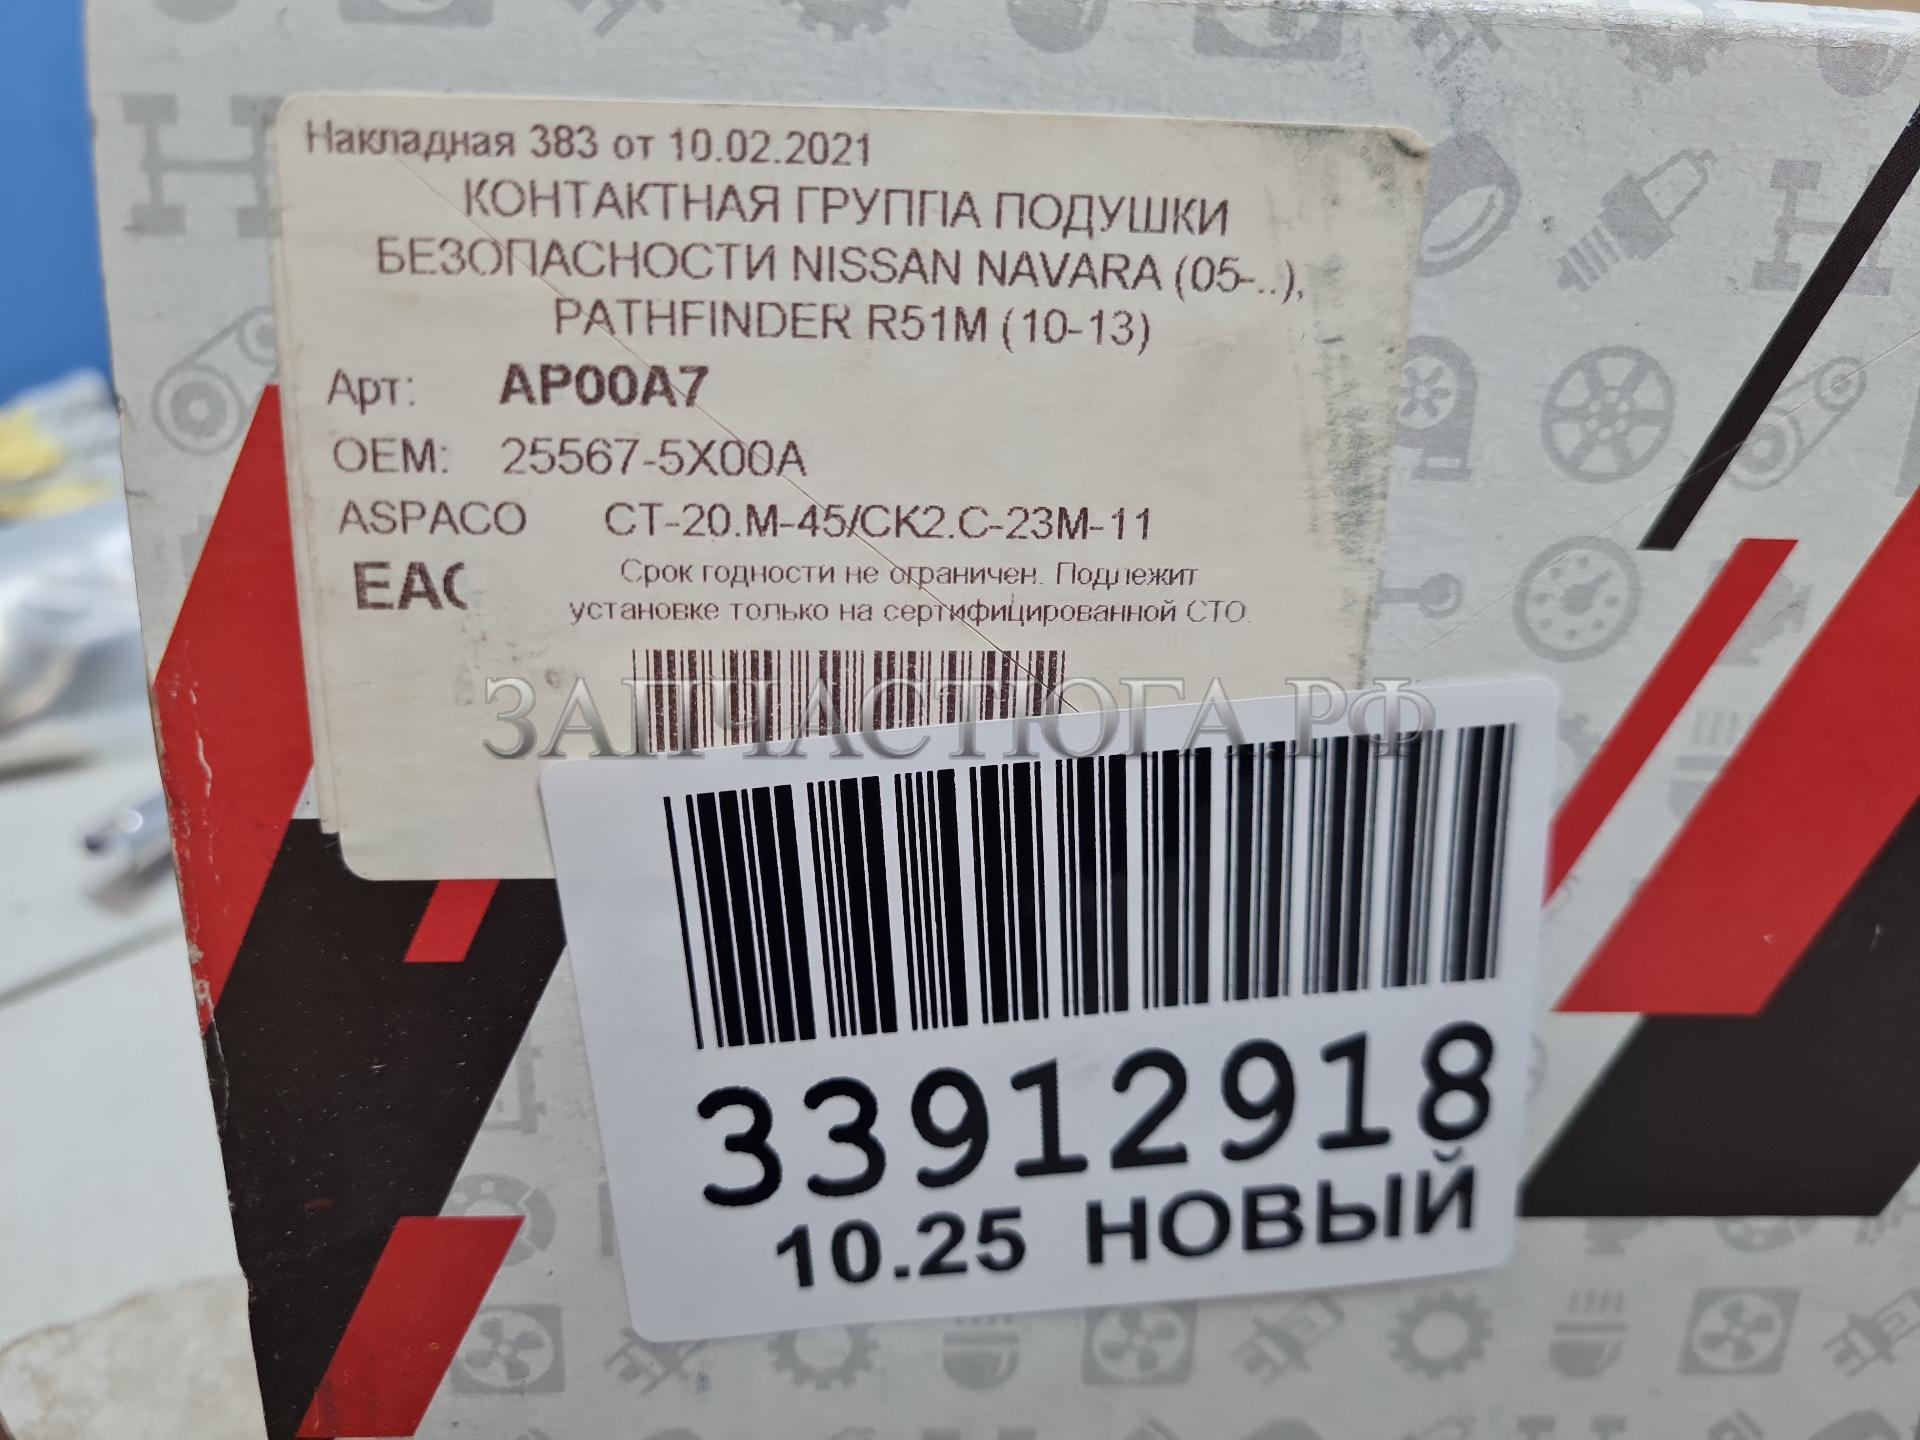 Накладная 383 от 10.02.2021
КОНТАКТНАЯ ГРУППА ПОДУШКИ
БЕЗОПАСНОСТИ NISSAN NAVARA (05-..),
PATHFINDER R51M (10-13)
Арт: AP00A7
OEM: 25567-5X00A
ASPACO CT-20.M-45/CK2.C-23M-11
EAC Срок годности не ограничен. Подлежит
установке только на сертифицированной СТО.
ЗАПЧАСТЮГА.РФ
33912918
10.25 НОВЫЙ